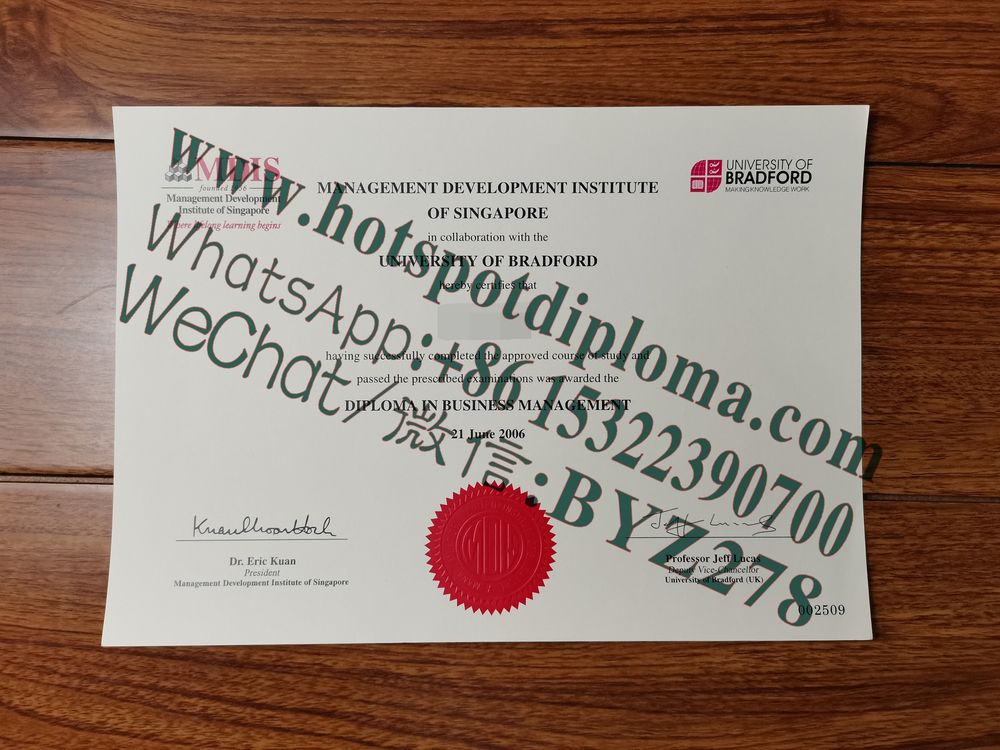 MDIS
founded 1956
Management Development
Institute of Singapore
Where lifelong learning begins
UNIVERSITY OF
BRADFORD
MAKING KNOWLEDGE WORK
MANAGEMENT DEVELOPMENT INSTITUTE
OF SINGAPORE
in collaboration with the
UNIVERSITY OF BRADFORD
hereby certifies that
having successfully completed the approved course of study and
passed the prescribed examinations was awarded the
DIPLOMA IN BUSINESS MANAGEMENT
21 June 2006
Dr. Eric Kuan
President
Management Development Institute of Singapore
Professor Jeff Lucas
Deputy Vice-Chancellor
University of Bradford (UK)
002509
www.hotspotdiploma.com
WhatsApp:+86 15322390700
WeChat/微信:BYZ278